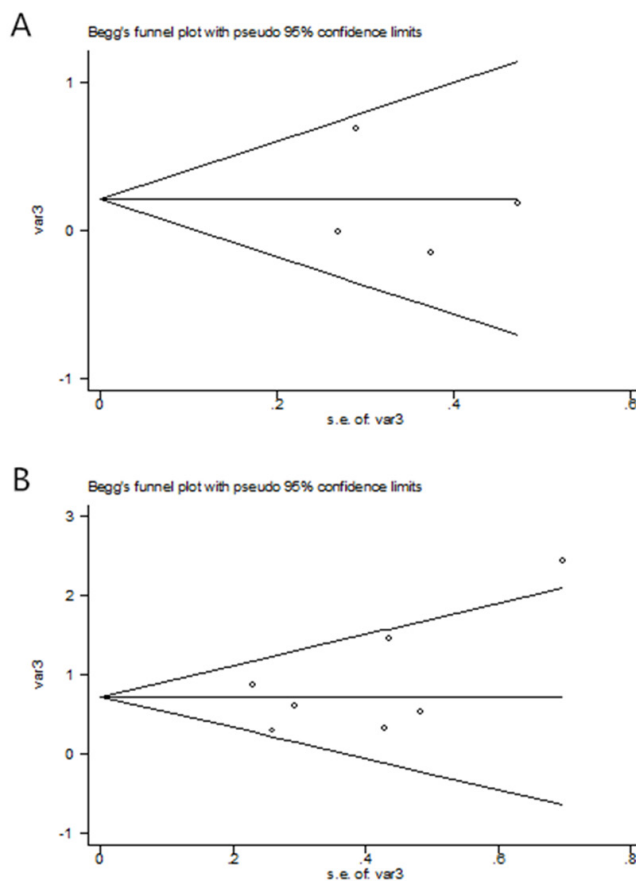 A
Begg's funnel plot with pseudo 95% confidence limits
1
0
-1
var3
0
.2
.4
.6
s.e. of: var3
B
Begg's funnel plot with pseudo 95% confidence limits
3
2
1
0
-1
var3
0
.2
.4
.6
.8
s.e. of: var3